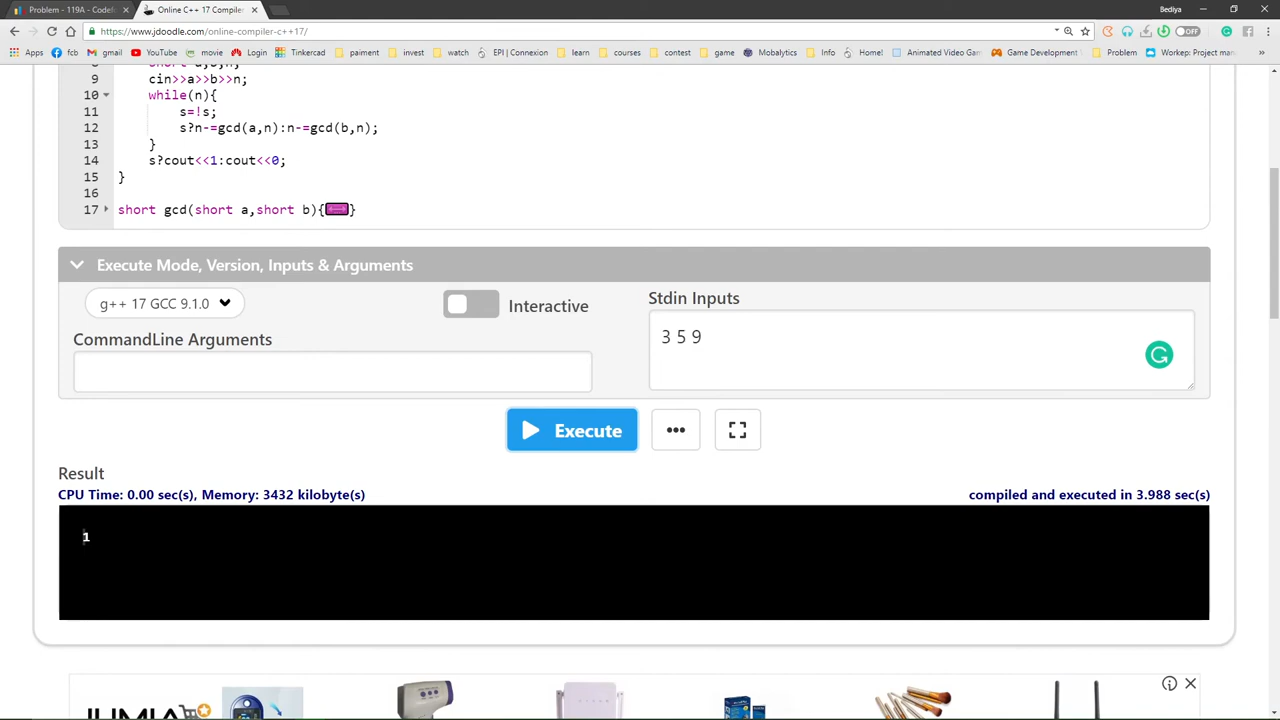 Problem - 119A - Codef
Online C++ 17 Compiler
Bediya
https://www.jdoodle.com/online-compiler-c++17/
OFF
Apps fcb gmail YouTube movie Login Tinkercad paiment invest watch EPI | Connexion learn courses contest game Mobalytics Info Home! Animated Video Gam Game Development Problem Workep: Project man
9 cin>>a>>b>>n;
10 while(n){
11 s=!s;
12 s?n-=gcd(a,n):n-=gcd(b,n);
13 }
14 s?cout<<1:cout<<0;
15 }
16
17 short gcd(short a,short b){}
Execute Mode, Version, Inputs & Arguments
g++ 17 GCC 9.1.0
Interactive
Stdin Inputs
3 5 9
CommandLine Arguments
Execute
Result
CPU Time: 0.00 sec(s), Memory: 3432 kilobyte(s)
compiled and executed in 3.988 sec(s)
1
JUMIA